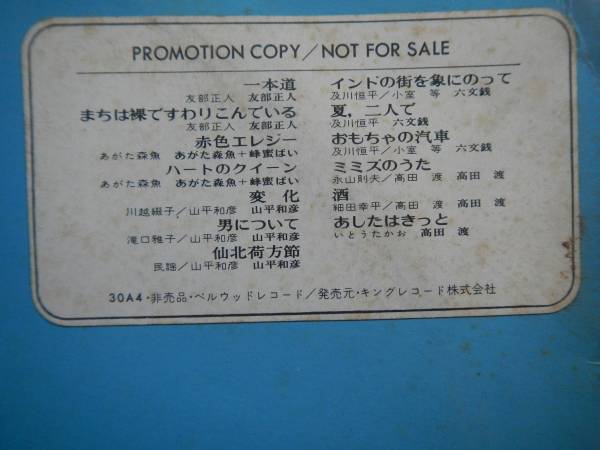 PROMOTION COPY/NOT FOR SALE
一本道
友部正人 友部正人
まちは裸ですわりこんでいる
友部正人 友部正人
赤色エレジー
あがた森魚 あがた森魚+蜂蜜ぱい
ハートのクイーン
あがた森魚 あがた森魚+蜂蜜ぱい
変化
川越綴子/山平和彦 山平和彦
男について
滝口雅子/山平和彦 山平和彦
仙北荷方節
民謡/山平和彦 山平和彦
インドの街を象にのって
及川恒平/小室 等 六文銭
夏,二人で
及川恒平 六文銭
おもちゃの汽車
及川恒平/小室 等 六文銭
ミミズのうた
永山則夫/高田 渡 高田 渡
酒
細田幸平/高田 渡 高田 渡
あしたはきっと
いとうたかお 高田 渡
30A4・非売品・ベルウッドレコード/発売元・キングレコード株式会社